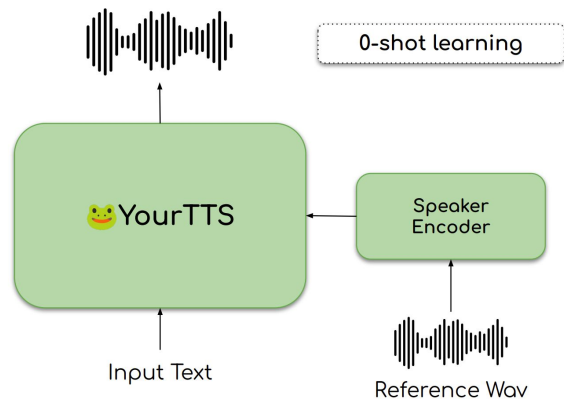 0-shot learning
🐸YourTTS
Speaker
Encoder
Input Text
Reference Wav